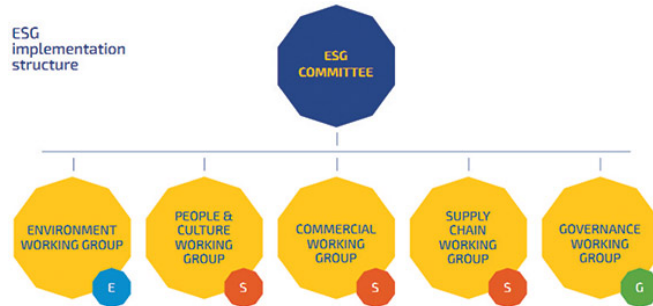 ESG
implementation
structure
ESG
COMMITTEE
ENVIRONMENT
WORKING GROUP
E
PEOPLE &
CULTURE
WORKING
GROUP
S
COMMERCIAL
WORKING
GROUP
S
SUPPLY
CHAIN
WORKING
GROUP
S
GOVERNANCE
WORKING
GROUP
G